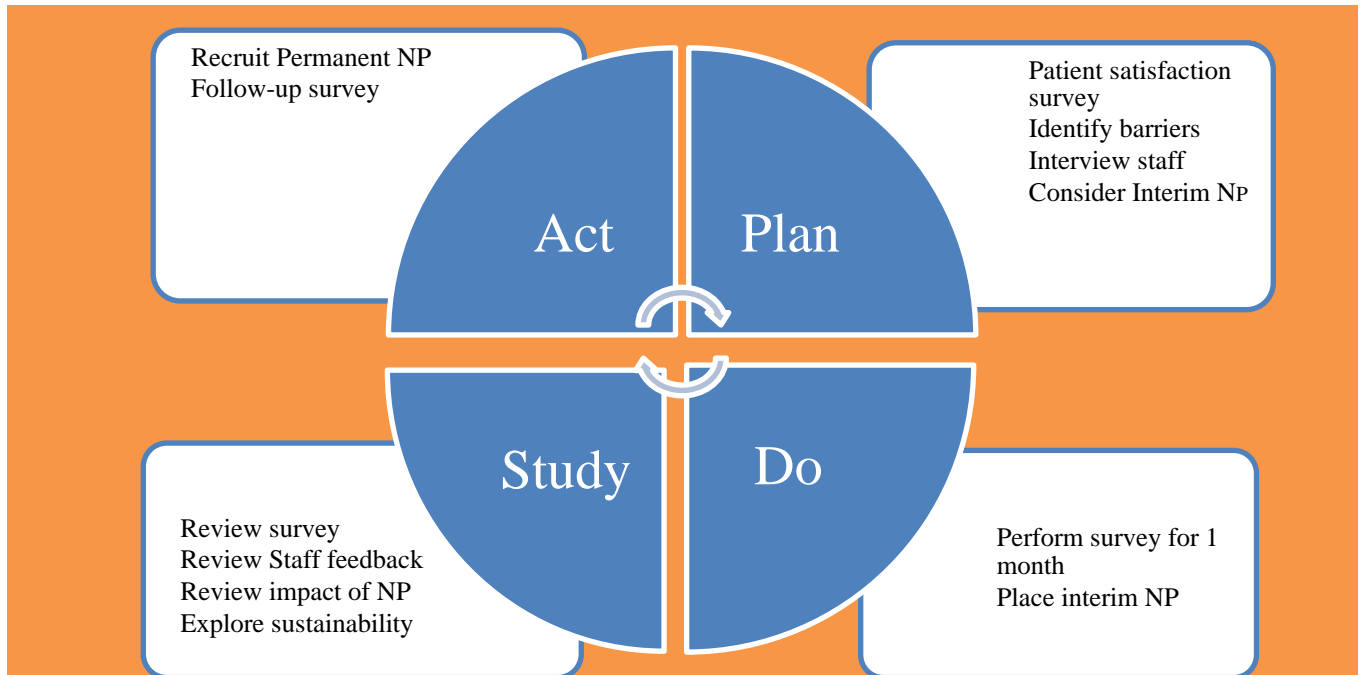 Recruit Permanent NP
Follow-up survey
Act
Plan
Patient satisfaction
survey
Identify barriers
Interview staff
Consider Interim NP
Study
Do
Review survey
Review Staff feedback
Review impact of NP
Explore sustainability
Perform survey for 1
month
Place interim NP